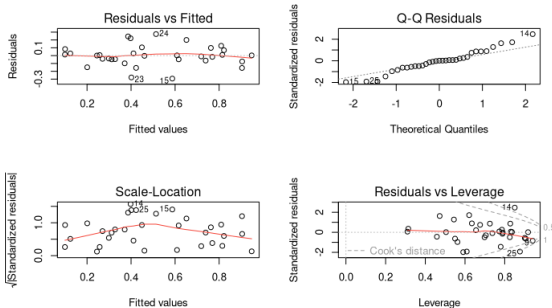 Residuals vs Fitted
Residuals
0.1
-0.3
24
23
15
0.2 0.4 0.6 0.8
Fitted values
Q-Q Residuals
Standardized residuals
2
0
-2
14
15
25
-2 -1 0 1 2
Theoretical Quantiles
Scale-Location
√|Standardized residuals|
1.0
0.0
14
25
15
0.2 0.4 0.6 0.8
Fitted values
Residuals vs Leverage
Standardized residuals
2
0
-2
14
25
Cook's distance
0.5
1
0.0 0.2 0.4 0.6 0.8
Leverage